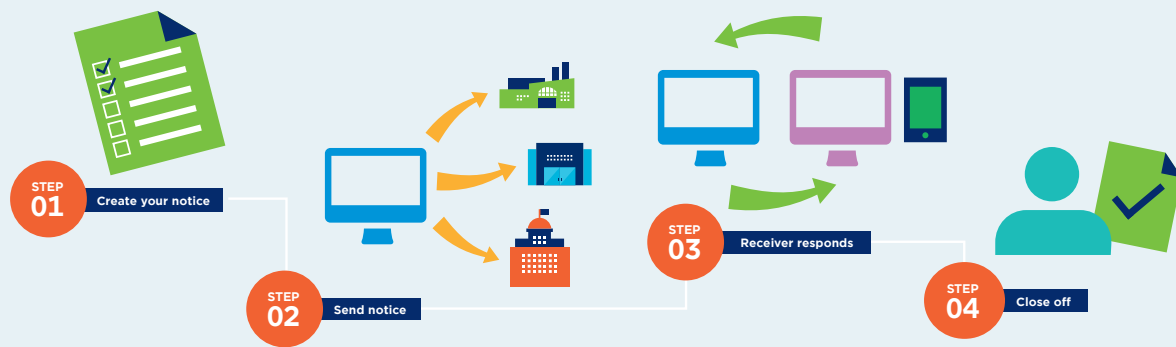 STEP
01
Create your notice
STEP
02
Send notice
STEP
03
Receiver responds
STEP
04
Close off